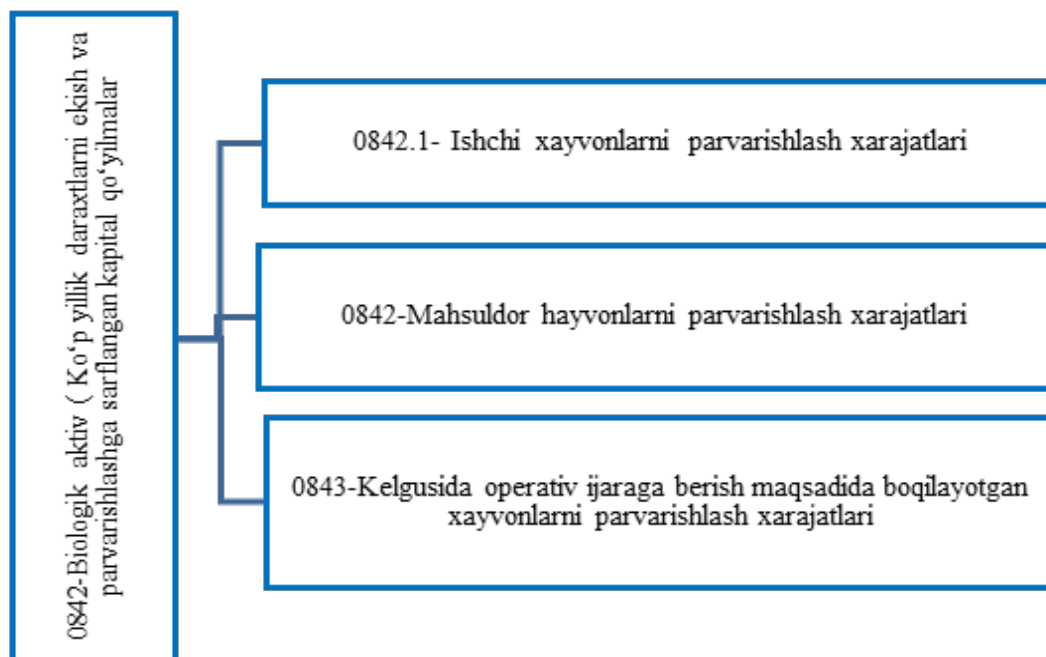 0842-Biologik aktiv ( Ko‘p yillik daraxtlarni ekish va
parvarishlashga sarflangan kapital qo‘yilmalar
0842.1- Ishchi xayvonlarni parvarishlash xarajatlari
0842-Mahsuldor hayvonlarni parvarishlash xarajatlari
0843-Kelgusida operativ ijaraga berish maqsadida boqilayotgan
xayvonlarni parvarishlash xarajatlari